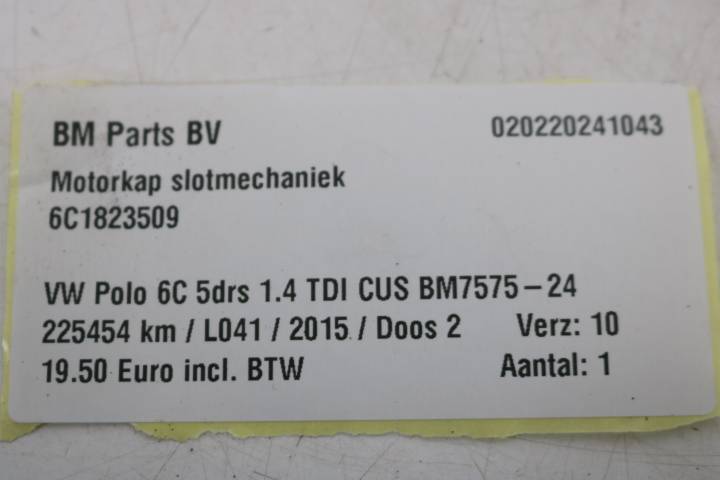 BM Parts BV 020220241043
Motorkap slotmechaniek
6C1823509
VW Polo 6C 5drs 1.4 TDI CUS BM7575-24
225454 km / L041 / 2015 / Doos 2 Verz: 10
19.50 Euro incl. BTW Aantal: 1